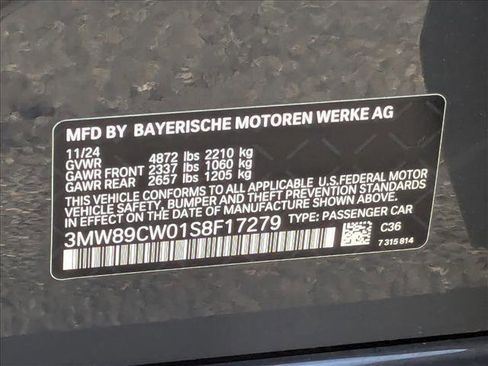 MFD BY BAYERISCHE MOTOREN WERKE AG
11/24
GVWR 4872 lbs 2210 kg
GAWR FRONT 2337 lbs 1060 kg
GAWR REAR 2657 lbs 1205 kg
THIS VEHICLE CONFORMS TO ALL APPLICABLE U.S.FEDERAL MOTOR
VEHICLE SAFETY, BUMPER AND THEFT PREVENTION STANDARDS
IN EFFECT ON THE DATE OF MANUFACTURE SHOWN ABOVE.
3MW89CW01S8F17279 TYPE: PASSENGER CAR
C36
7 315 814